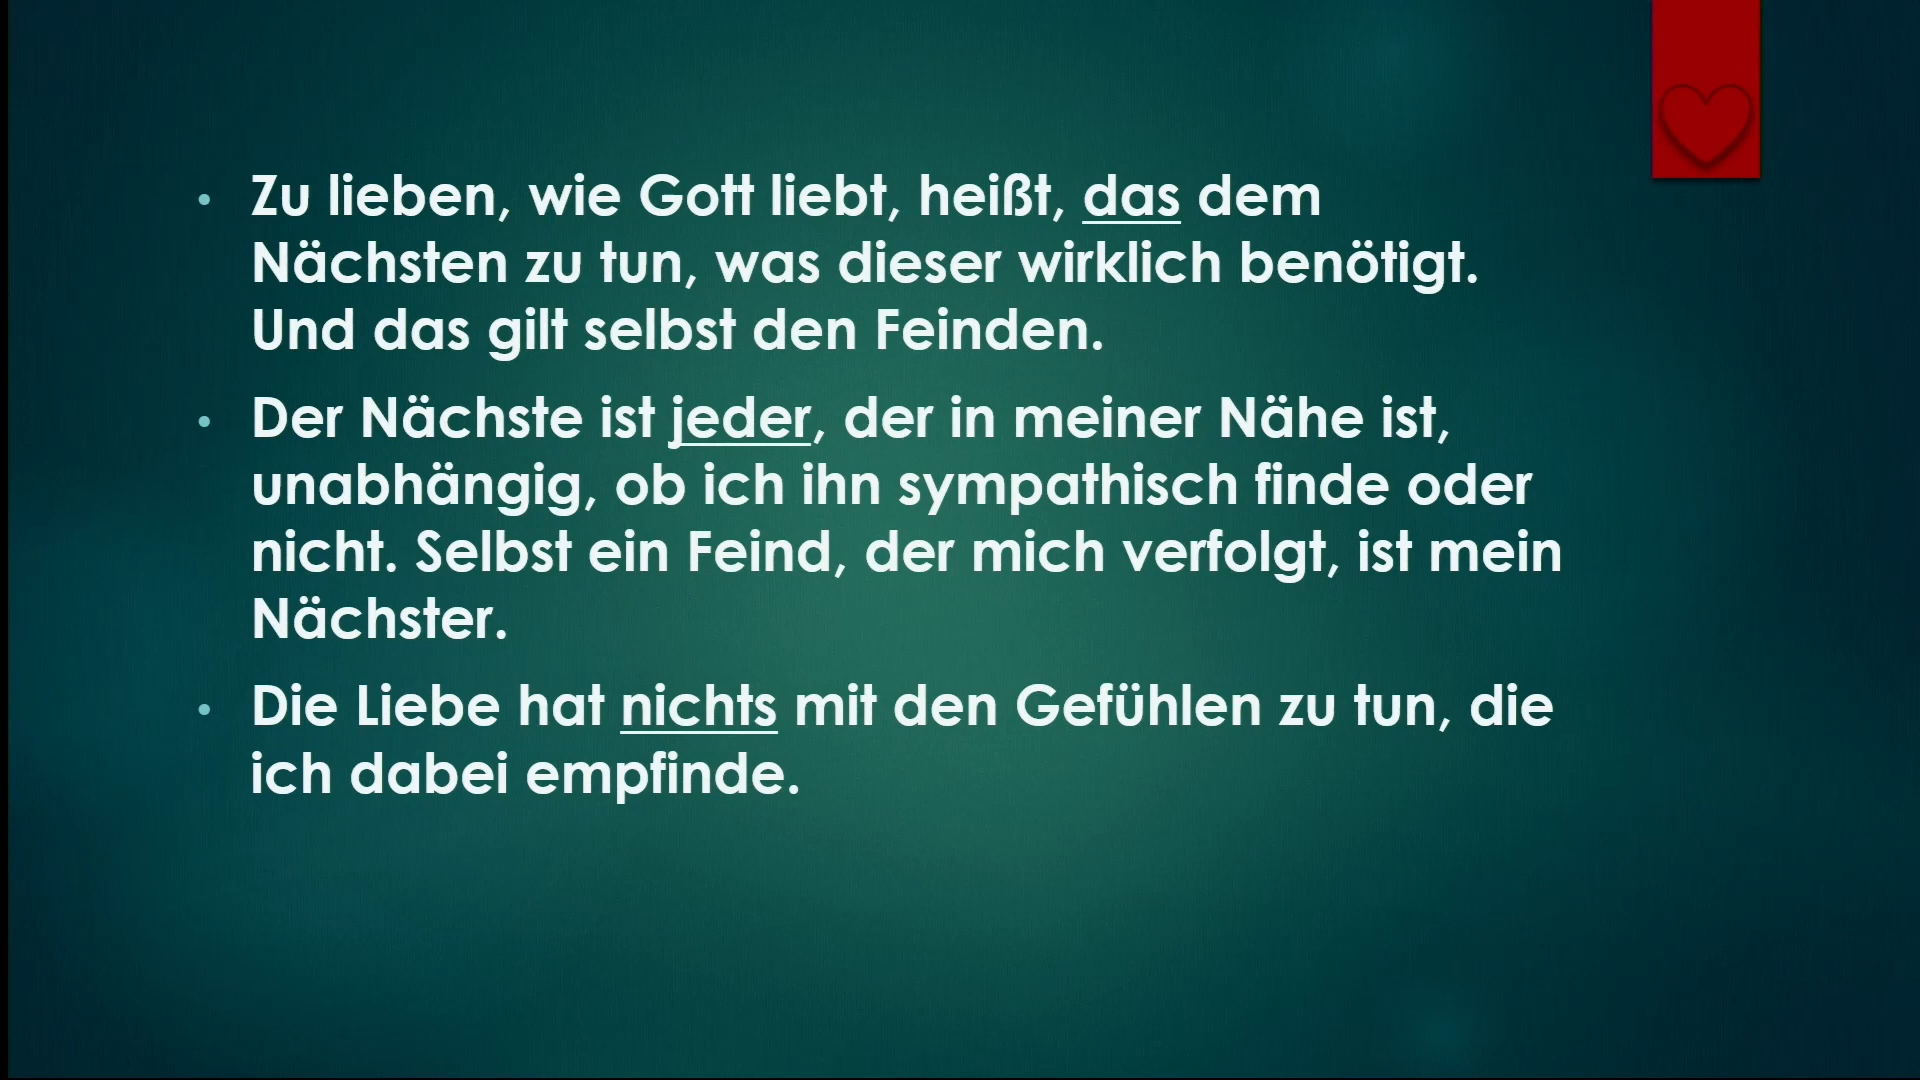 • Zu lieben, wie Gott liebt, heißt, das dem
Nächsten zu tun, was dieser wirklich benötigt.
Und das gilt selbst den Feinden.
• Der Nächste ist jeder, der in meiner Nähe ist,
unabhängig, ob ich ihn sympathisch finde oder
nicht. Selbst ein Feind, der mich verfolgt, ist mein
Nächster.
• Die Liebe hat nichts mit den Gefühlen zu tun, die
ich dabei empfinde.